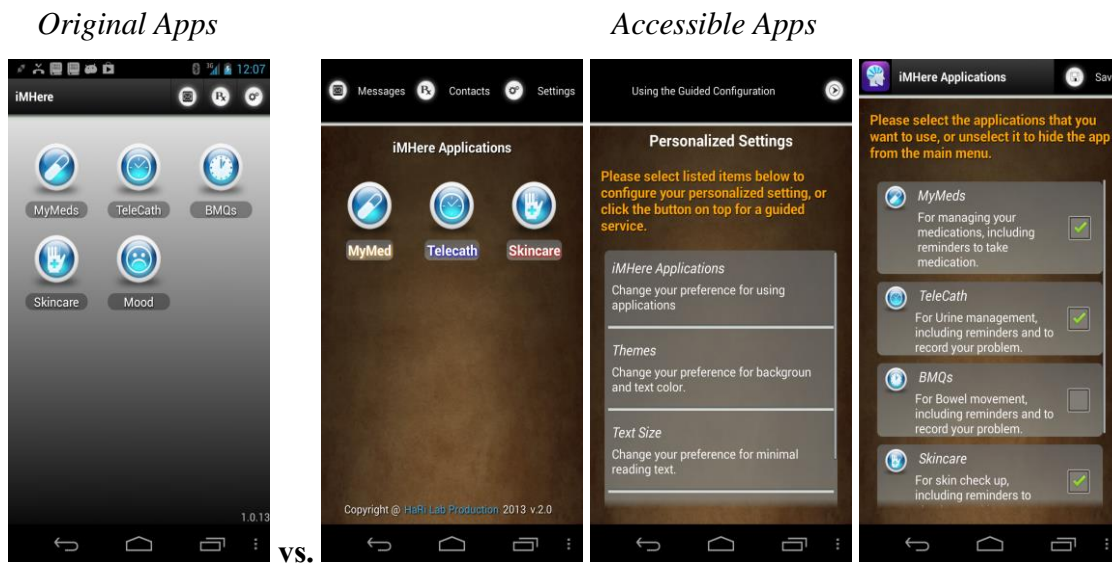 Original Apps
Accessible Apps
12:07
iMHere
MyMeds TeleCath BMQs
Skincare Mood
1.0.13
vs.
Messages Contacts Settings
iMHere Applications
MyMed Telecath Skincare
Copyright @ HaRi Lab Production 2013 v.2.0
Using the Guided Configuration
Personalized Settings
Please select listed items below to
configure your personalized setting, or
click the button on top for a guided
service.
iMHere Applications
Change your preference for using
applications
Themes
Change your preference for backgroun
and text color.
Text Size
Change your preference for minimal
reading text.
iMHere Applications Sav
Please select the applications that you
want to use, or unselect it to hide the app
from the main menu.
MyMeds
For managing your
medications, including
reminders to take
medication.
TeleCath
For Urine management,
including reminders and to
record your problem.
BMQs
For Bowel movement,
including reminders and to
record your problem.
Skincare
For skin check up,
including reminders to